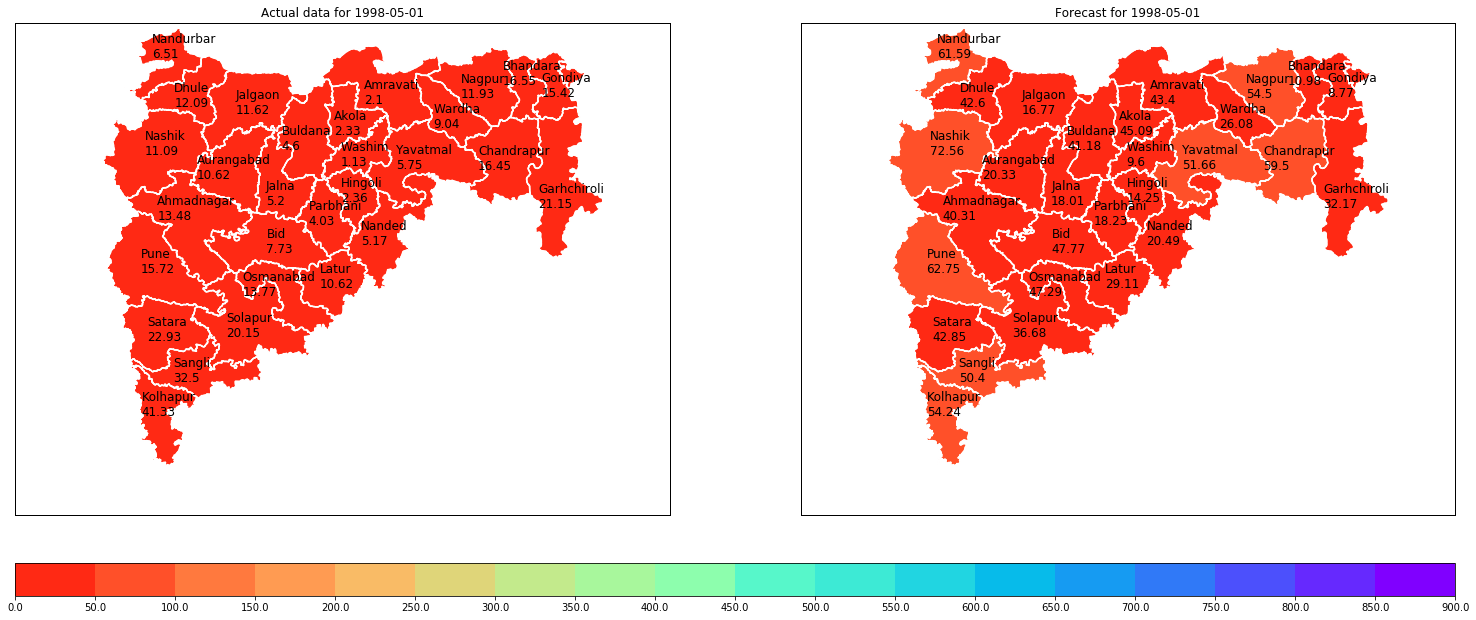 Actual data for 1998-05-01
Nandurbar
6.51
Dhule
12.09
Jalgaon
11.62
Nashik
11.09
Aurangabad
10.62
Buldana
4.6
Akola
2.33
Amravati
2.1
Nagpur
11.93
Wardha
9.04
Bhandara
16.55
Gondiya
15.42
Washim
1.13
Yavatmal
5.75
Chandrapur
16.45
Garhchiroli
21.15
Ahmadnagar
13.48
Jalna
5.2
Hingoli
2.36
Parbhani
4.03
Nanded
5.17
Bid
7.73
Pune
15.72
Osmanabad
13.77
Latur
10.62
Satara
22.93
Solapur
20.15
Sangli
32.5
Kolhapur
41.33
Forecast for 1998-05-01
Nandurbar
61.59
Dhule
42.6
Jalgaon
16.77
Nashik
72.56
Aurangabad
20.33
Buldana
41.18
Akola
45.09
Amravati
43.4
Nagpur
54.5
Wardha
26.08
Bhandara
10.98
Gondiya
8.77
Washim
9.6
Yavatmal
51.66
Chandrapur
59.5
Garhchiroli
32.17
Ahmadnagar
40.31
Jalna
18.01
Hingoli
14.25
Parbhani
18.23
Nanded
20.49
Bid
47.77
Pune
62.75
Osmanabad
47.29
Latur
29.11
Satara
42.85
Solapur
36.68
Sangli
50.4
Kolhapur
54.24
0.0 50.0 100.0 150.0 200.0 250.0 300.0 350.0 400.0 450.0 500.0 550.0 600.0 650.0 700.0 750.0 800.0 850.0 900.0